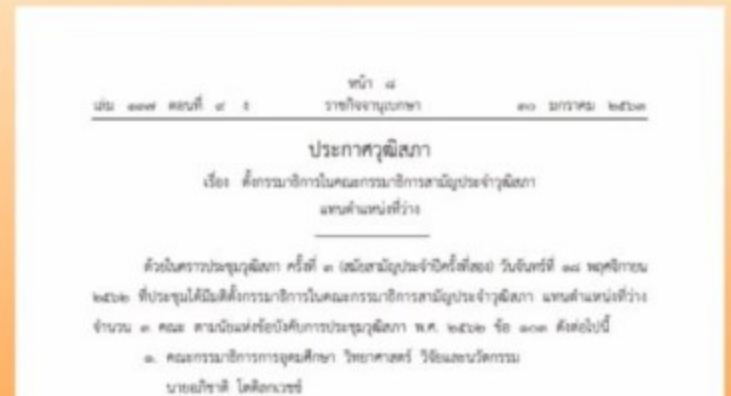 หน้า ๘
เล่ม ๑๓๗ ตอนที่ ๙ ง ราชกิจจานุเบกษา ๓๐ มกราคม ๒๕๖๓
ประกาศวุฒิสภา
เรื่อง ตั้งกรรมาธิการในคณะกรรมาธิการสามัญประจำวุฒิสภา
แทนตำแหน่งที่ว่าง
ด้วยในคราวประชุมวุฒิสภา ครั้งที่ ๓ (สมัยสามัญประจำปีครั้งที่สอง) วันจันทร์ที่ ๑๘ พฤศจิกายน
๒๕๖๒ ที่ประชุมได้มีมติตั้งกรรมาธิการในคณะกรรมาธิการสามัญประจำวุฒิสภา แทนตำแหน่งที่ว่าง
จำนวน ๓ คณะ ตามนัยแห่งข้อบังคับการประชุมวุฒิสภา พ.ศ. ๒๕๖๒ ข้อ ๑๐๓ ดังต่อไปนี้
๑. คณะกรรมาธิการการอุดมศึกษา วิทยาศาสตร์ วิจัยและนวัตกรรม
นายอภิชาติ โตดิลกเวชช์